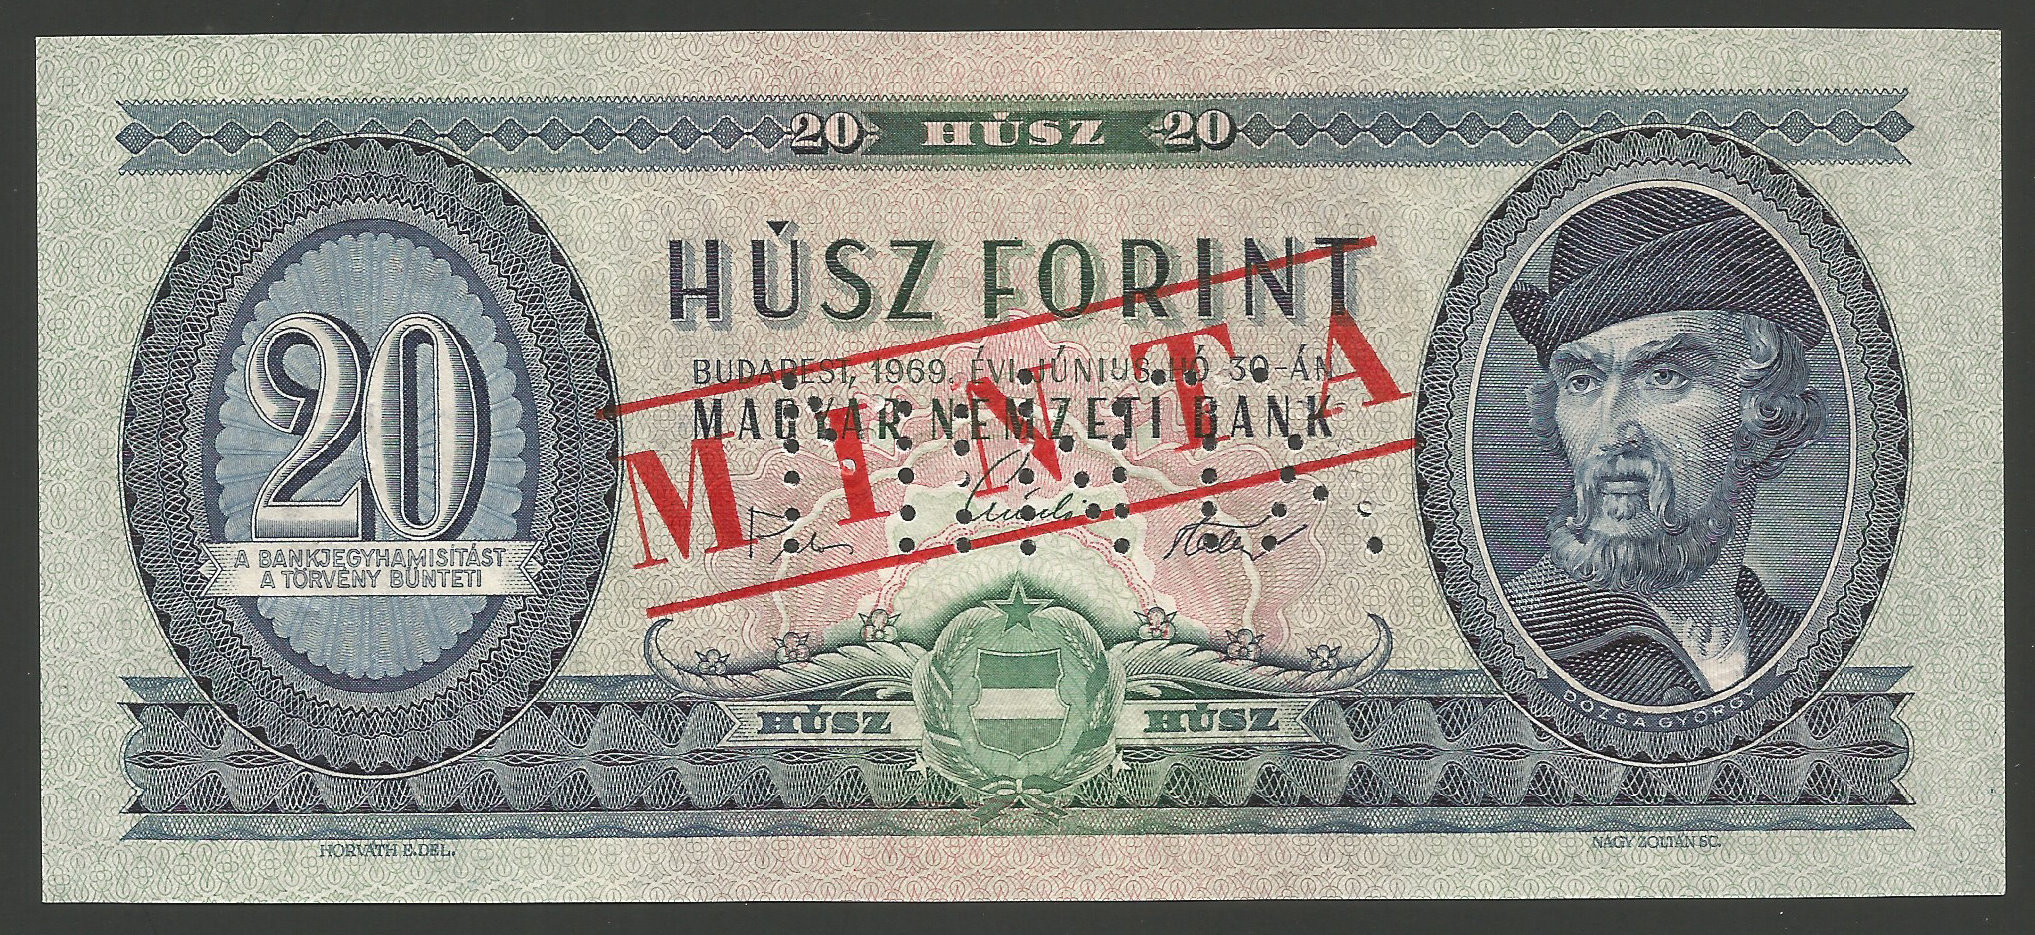 20 HÚSZ 20
HÚSZ FORINT
BUDAPEST, 1969. ÉVI JÚNIUS HÓ 30-ÁN
MAGYAR NEMZETI BANK
MINTA
20
A BANKJEGYHAMISÍTÁST
A TÖRVÉNY BÜNTETI
DÓZSA GYÖRGY
HÚSZ HÚSZ
HORVÁTH E. DEL.
NAGY ZOLTÁN SC.